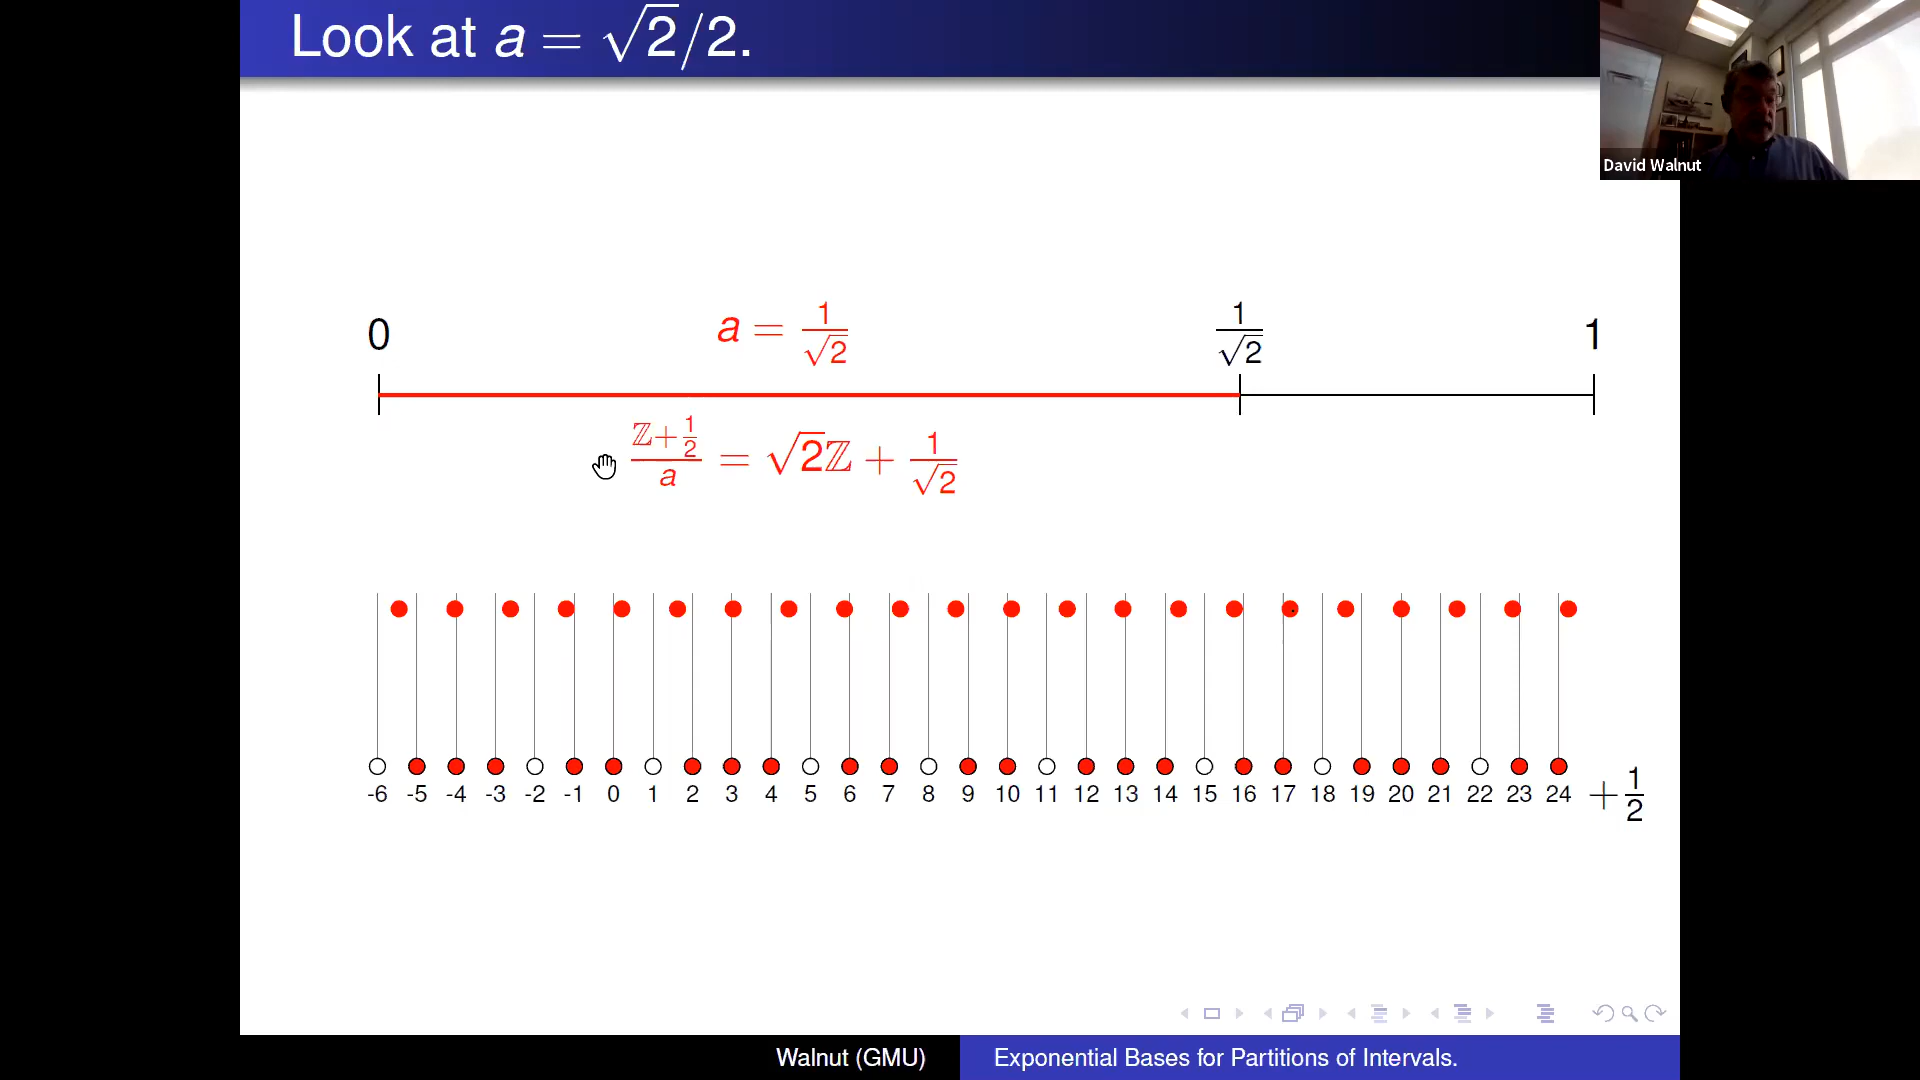 Look at a = √2/2.
David Walnut
0 a = 1/√2 1/√2 1
(ℤ+1/2)/a = √2ℤ + 1/√2
-6 -5 -4 -3 -2 -1 0 1 2 3 4 5 6 7 8 9 10 11 12 13 14 15 16 17 18 19 20 21 22 23 24 + 1/2
Walnut (GMU) Exponential Bases for Partitions of Intervals.